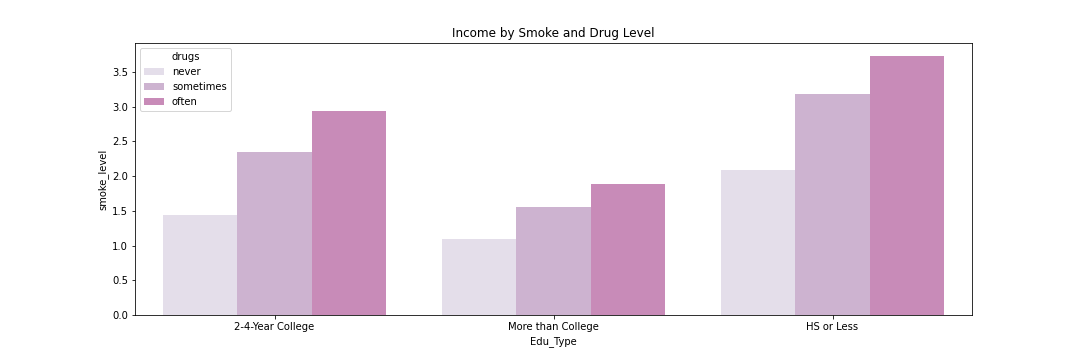 Income by Smoke and Drug Level
drugs
never
sometimes
often
3.5
3.0
2.5
2.0
1.5
1.0
0.5
0.0
smoke_level
2-4-Year College
More than College
HS or Less
Edu_Type